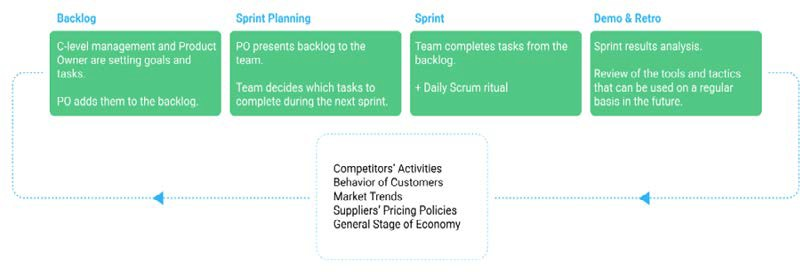 Backlog
C-level management and Product
Owner are setting goals and
tasks.
PO adds them to the backlog.
Sprint Planning
PO presents backlog to the
team.
Team decides which tasks to
complete during the next sprint.
Sprint
Team completes tasks from the
backlog.
+ Daily Scrum ritual
Demo & Retro
Sprint results analysis.
Review of the tools and tactics
that can be used on a regular
basis in the future.
Competitors' Activities
Behavior of Customers
Market Trends
Suppliers' Pricing Policies
General Stage of Economy